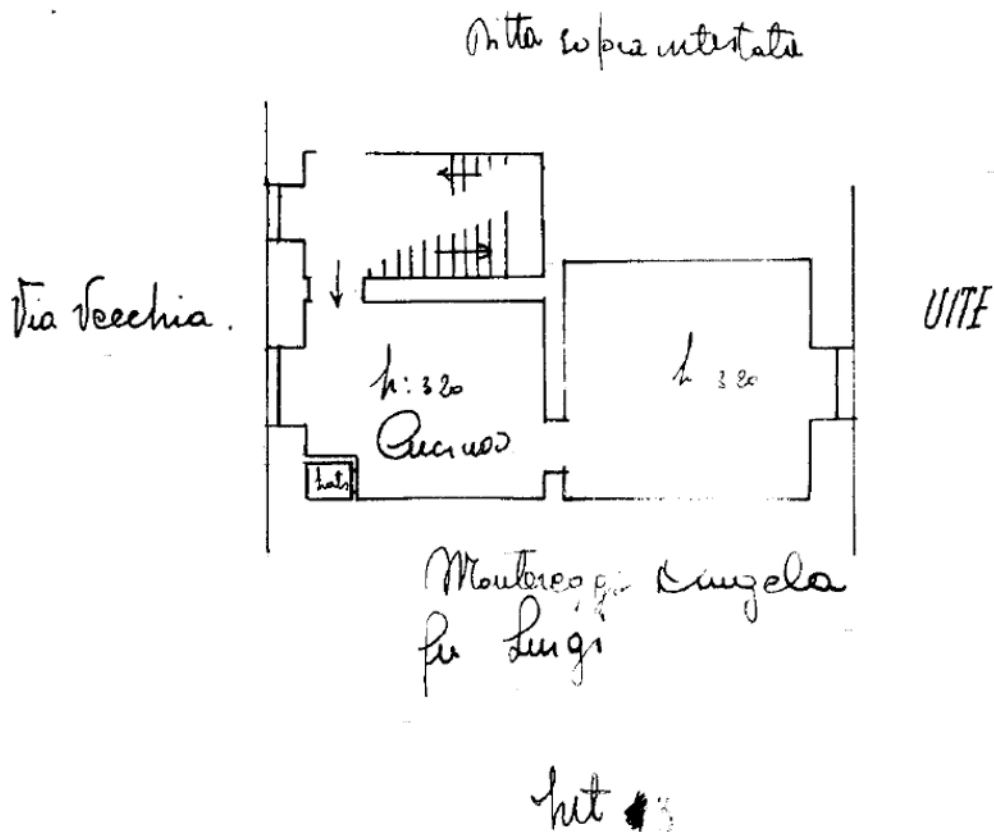 Ditta sopra intestata
Via Vecchia.
UITE
h: 320
h 320
Cucina
Montereggi Angela
fu Luigi